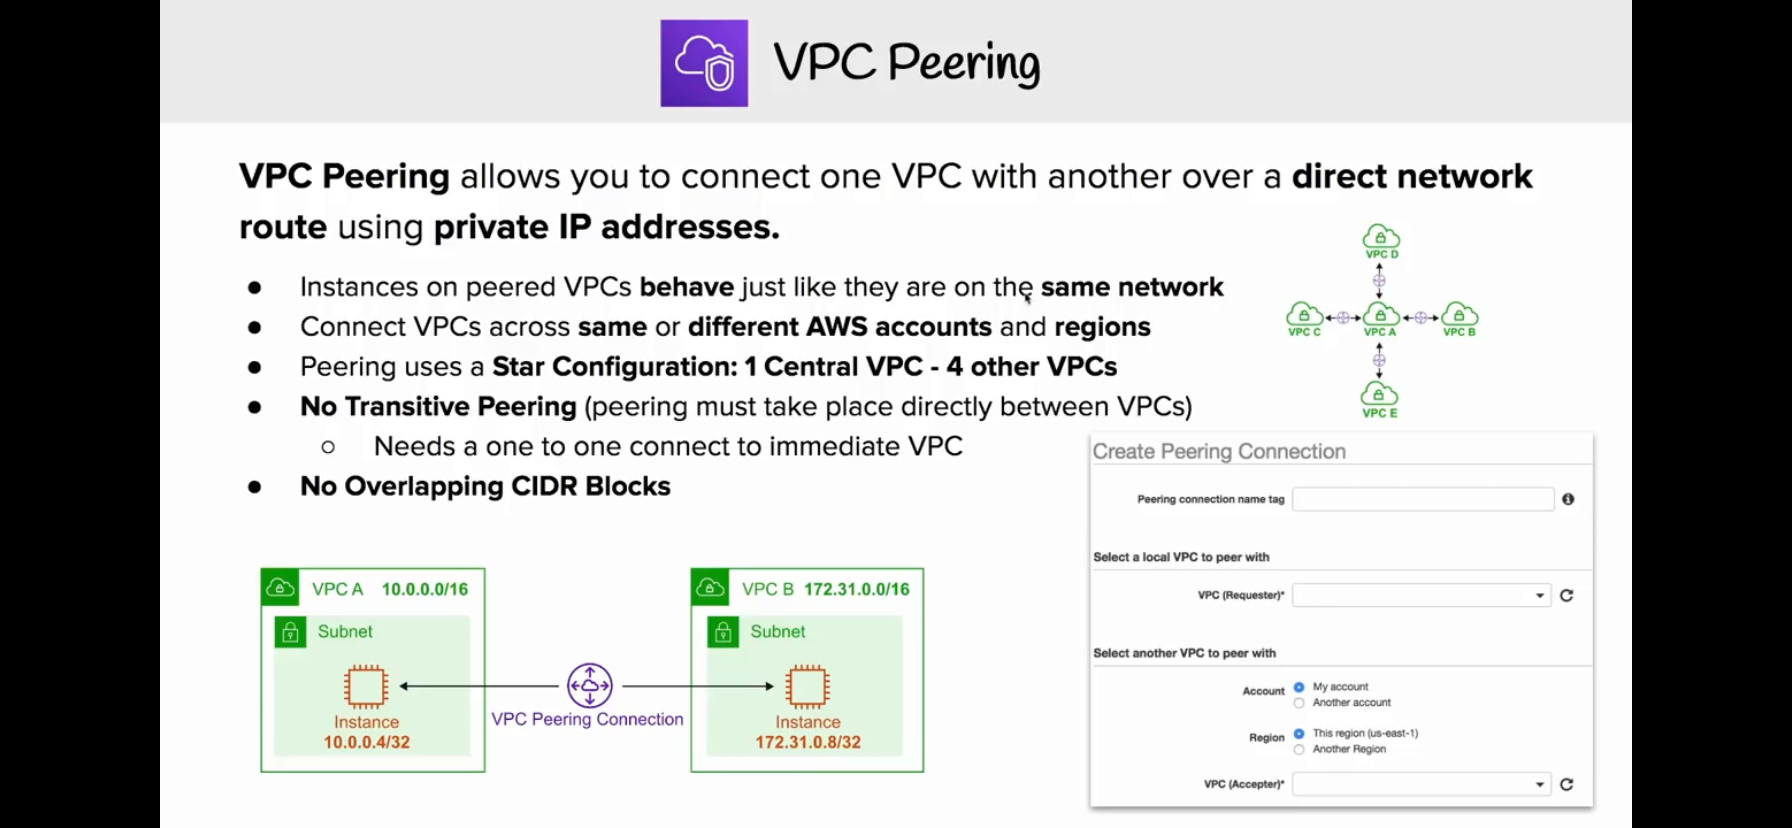 VPC Peering
VPC Peering allows you to connect one VPC with another over a direct network
route using private IP addresses.
● Instances on peered VPCs behave just like they are on the same network
● Connect VPCs across same or different AWS accounts and regions
● Peering uses a Star Configuration: 1 Central VPC - 4 other VPCs
● No Transitive Peering (peering must take place directly between VPCs)
○ Needs a one to one connect to immediate VPC
● No Overlapping CIDR Blocks
VPC D
VPC C
VPC A
VPC B
VPC E
VPC A 10.0.0.0/16
Subnet
Instance
10.0.0.4/32
VPC Peering Connection
VPC B 172.31.0.0/16
Subnet
Instance
172.31.0.8/32
Create Peering Connection
Peering connection name tag
Select a local VPC to peer with
VPC (Requester)*
Select another VPC to peer with
Account My account
Another account
Region This region (us-east-1)
Another Region
VPC (Accepter)*